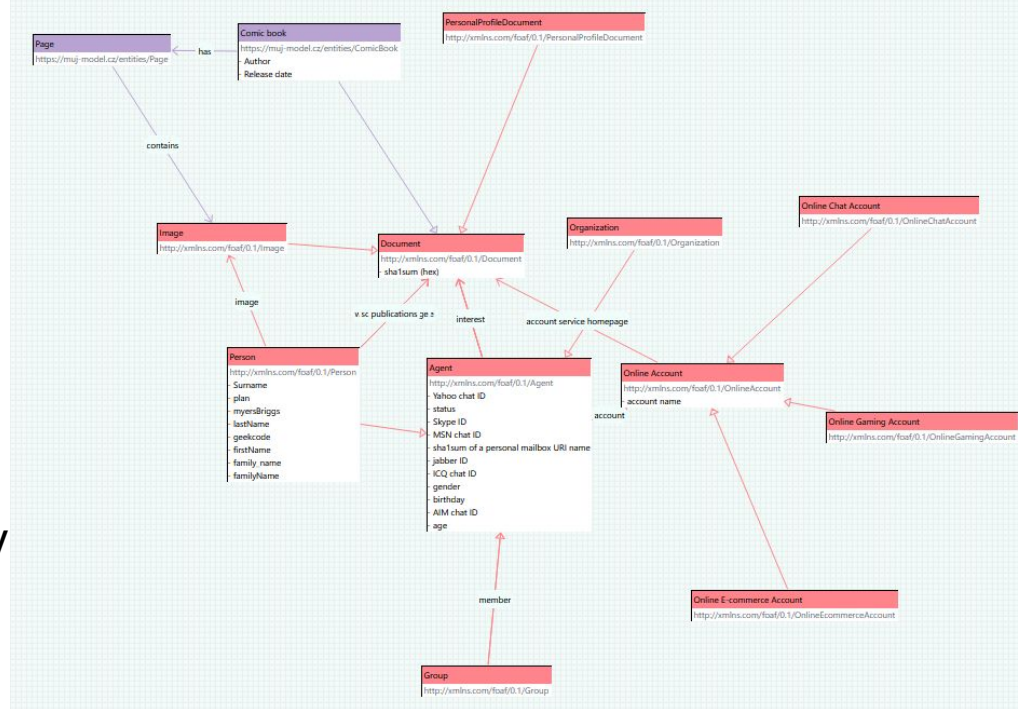 PersonalProfileDocument
http://xmlns.com/foaf/0.1/PersonalProfileDocument
Comic book
https://muj-model.cz/entities/ComicBook
- Author
- Release date
Page
https://muj-model.cz/entities/Page
has
contains
Online Chat Account
http://xmlns.com/foaf/0.1/OnlineChatAccount
Image
http://xmlns.com/foaf/0.1/Image
Document
http://xmlns.com/foaf/0.1/Document
- sha1sum (hex)
Organization
http://xmlns.com/foaf/0.1/Organization
image
publications
interest
account service homepage
Person
http://xmlns.com/foaf/0.1/Person
- Surname
- plan
- myersBriggs
- lastName
- geekcode
- firstName
- family_name
- familyName
Agent
http://xmlns.com/foaf/0.1/Agent
- Yahoo chat ID
- status
- Skype ID
- MSN chat ID
- sha1sum of a personal mailbox URI name
- jabber ID
- ICQ chat ID
- gender
- birthday
- AIM chat ID
- age
Online Account
http://xmlns.com/foaf/0.1/OnlineAccount
- account name
account
Online Gaming Account
http://xmlns.com/foaf/0.1/OnlineGamingAccount
y
member
Online E-commerce Account
http://xmlns.com/foaf/0.1/OnlineEcommerceAccount
Group
http://xmlns.com/foaf/0.1/Group